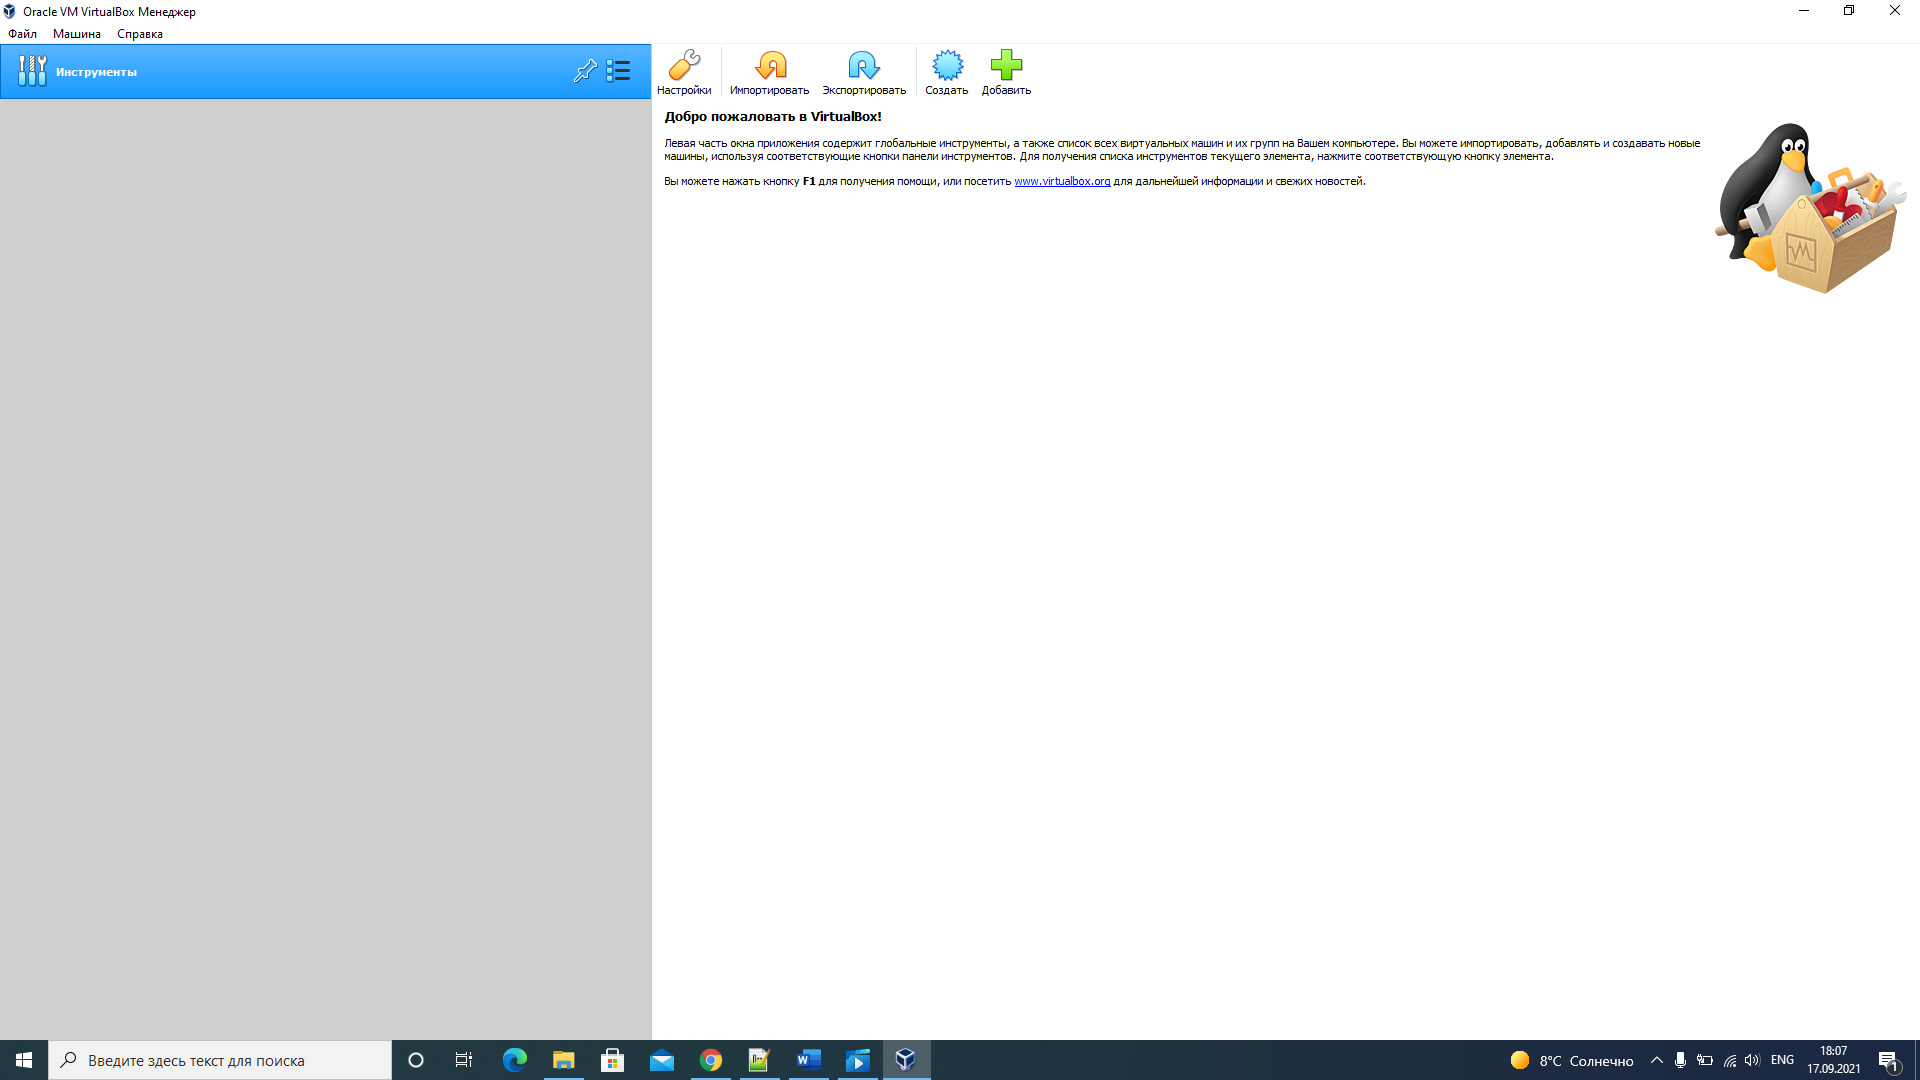 Oracle VM VirtualBox Менеджер
Файл Машина Справка
Инструменты
Настройки Импортировать Экспортировать Создать Добавить
Добро пожаловать в VirtualBox!
Левая часть окна приложения содержит глобальные инструменты, а также список всех виртуальных машин и их групп на Вашем компьютере. Вы можете импортировать, добавлять и создавать новые
машины, используя соответствующие кнопки панели инструментов. Для получения списка инструментов текущего элемента, нажмите соответствующую кнопку элемента.
Вы можете нажать кнопку F1 для получения помощи, или посетить www.virtualbox.org для дальнейшей информации и свежих новостей.
Введите здесь текст для поиска
8°C Солнечно
ENG
18:07
17.09.2021
1